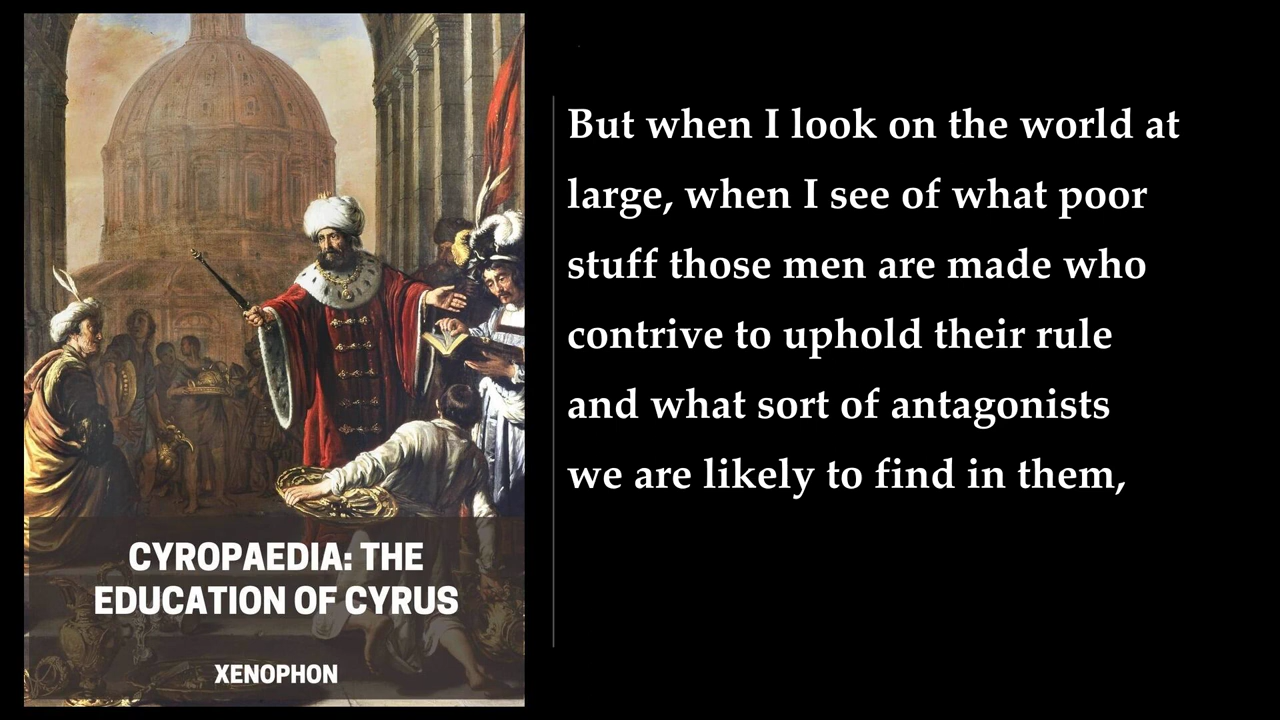 CYROPAEDIA: THE
EDUCATION OF CYRUS
XENOPHON
But when I look on the world at
large, when I see of what poor
stuff those men are made who
contrive to uphold their rule
and what sort of antagonists
we are likely to find in them,